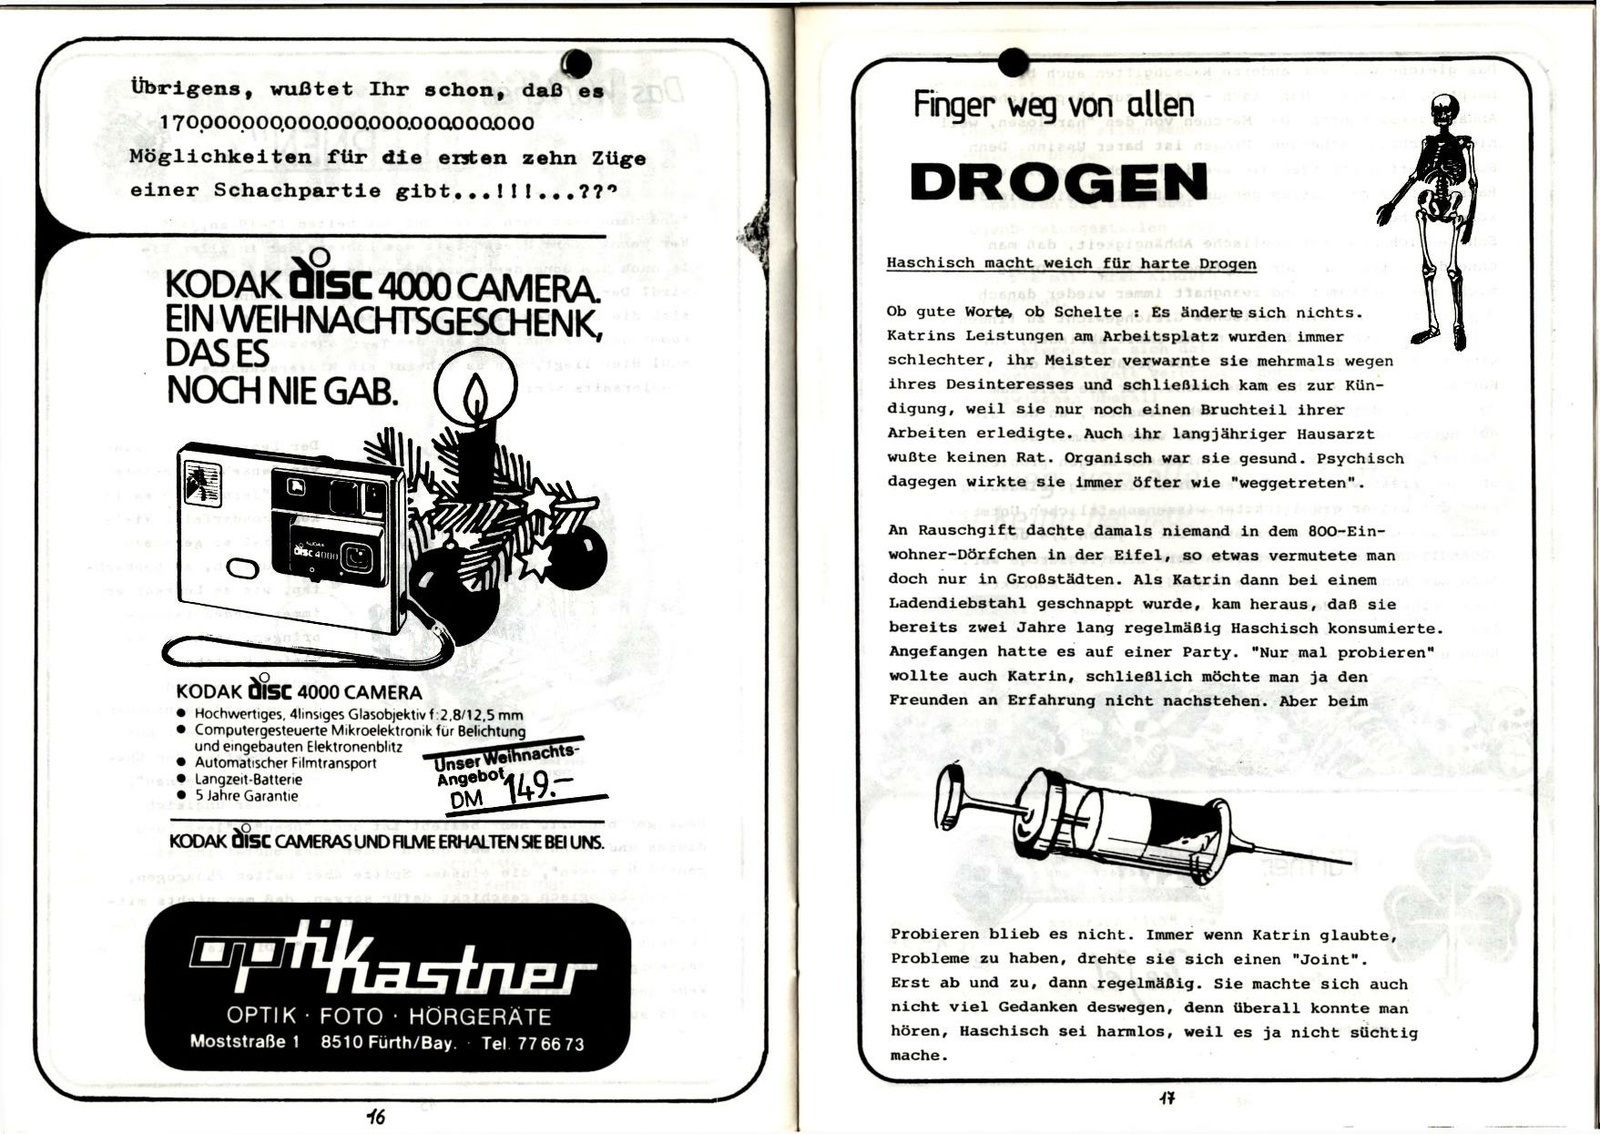 Übrigens, wußtet Ihr schon, daß es
170.000.000.000.000.000.000.000.000
Möglichkeiten für die ersten zehn Züge
einer Schachpartie gibt...!!!...???
KODAK disc 4000 CAMERA.
EIN WEIHNACHTSGESCHENK,
DAS ES
NOCH NIE GAB.
KODAK
disc 4000
KODAK disc 4000 CAMERA
● Hochwertiges, 4linsiges Glasobjektiv f:2,8/12,5 mm
● Computergesteuerte Mikroelektronik für Belichtung
und eingebauten Elektronenblitz
● Automatischer Filmtransport
● Langzeit-Batterie
● 5 Jahre Garantie
Unser Weihnachts-
Angebot
DM 149.–
KODAK disc CAMERAS UND FILME ERHALTEN SIE BEI UNS.
optik kastner
OPTIK · FOTO · HÖRGERÄTE
Moststraße 1 8510 Fürth/Bay. · Tel. 77 66 73
16
Finger weg von allen
DROGEN
Haschisch macht weich für harte Drogen
Ob gute Worte, ob Schelte : Es änderte sich nichts.
Katrins Leistungen am Arbeitsplatz wurden immer
schlechter, ihr Meister verwarnte sie mehrmals wegen
ihres Desinteresses und schließlich kam es zur Kün-
digung, weil sie nur noch einen Bruchteil ihrer
Arbeiten erledigte. Auch ihr langjähriger Hausarzt
wußte keinen Rat. Organisch war sie gesund. Psychisch
dagegen wirkte sie immer öfter wie "weggetreten".
An Rauschgift dachte damals niemand in dem 800-Ein-
wohner-Dörfchen in der Eifel, so etwas vermutete man
doch nur in Großstädten. Als Katrin dann bei einem
Ladendiebstahl geschnappt wurde, kam heraus, daß sie
bereits zwei Jahre lang regelmäßig Haschisch konsumierte.
Angefangen hatte es auf einer Party. "Nur mal probieren"
wollte auch Katrin, schließlich möchte man ja den
Freunden an Erfahrung nicht nachstehen. Aber beim
Probieren blieb es nicht. Immer wenn Katrin glaubte,
Probleme zu haben, drehte sie sich einen "Joint".
Erst ab und zu, dann regelmäßig. Sie machte sich auch
nicht viel Gedanken deswegen, denn überall konnte man
hören, Haschisch sei harmlos, weil es ja nicht süchtig
mache.
17